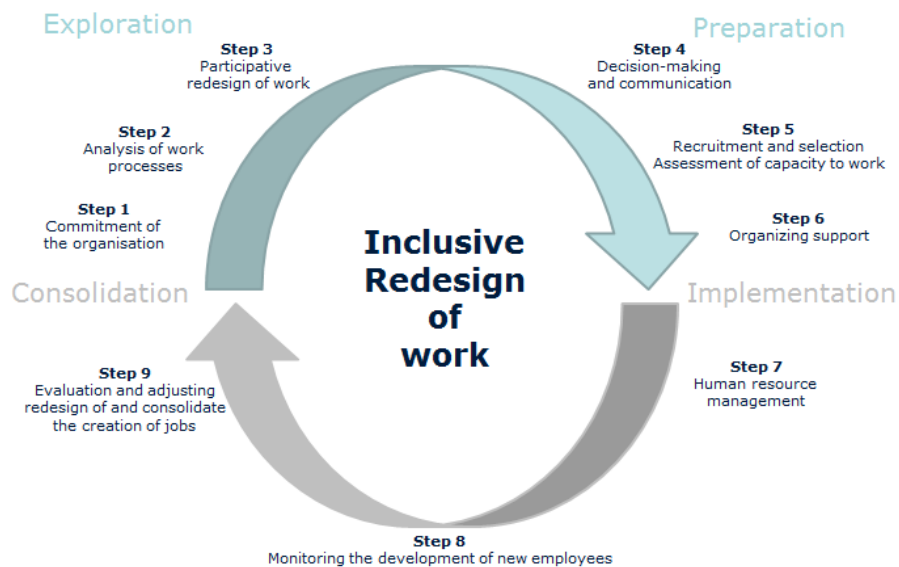 Exploration
Step 3
Participative
redesign of work
Step 2
Analysis of work
processes
Step 1
Commitment of
the organisation
Preparation
Step 4
Decision-making
and communication
Step 5
Recruitment and selection
Assessment of capacity to work
Step 6
Organizing support
Inclusive
Redesign
of
work
Consolidation
Implementation
Step 7
Human resource
management
Step 8
Monitoring the development of new employees
Step 9
Evaluation and adjusting
redesign of and consolidate
the creation of jobs